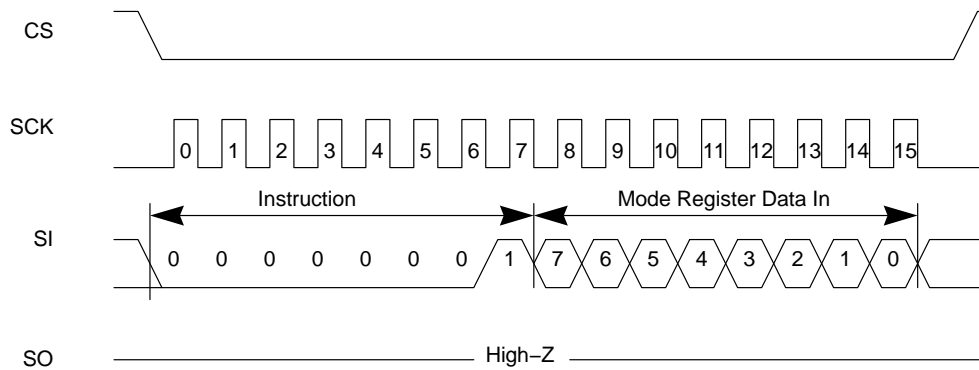 CS
SCK
0 1 2 3 4 5 6 7 8 9 10 11 12 13 14 15
Instruction Mode Register Data In
SI
0 0 0 0 0 0 0 1 7 6 5 4 3 2 1 0
SO
High−Z